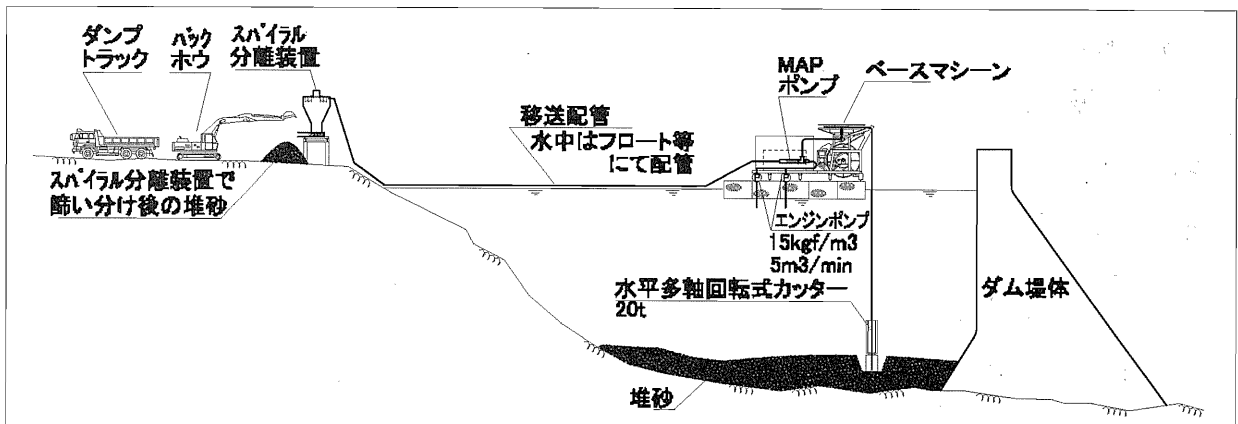 ダンプ
トラック
バック
ホウ
スパイラル
分離装置
MAP
ポンプ
ベースマシーン
移送配管
水中はフロート等
にて配管
スパイラル分離装置で
篩い分け後の堆砂
エンジンポンプ
15kgf/m3
5m3/min
水平多軸回転式カッター
20t
ダム堤体
堆砂